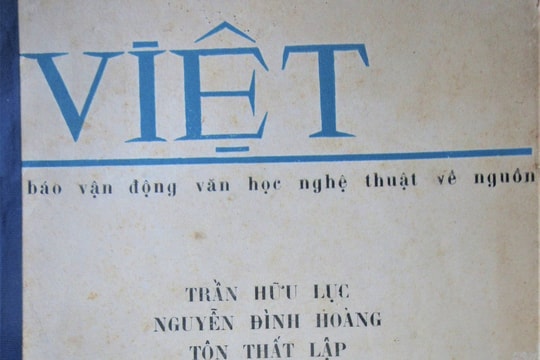 VIỆT
báo vận động văn học nghệ thuật về nguồn
TRẦN HỮU LỤC
NGUYỄN ĐÌNH HOÀNG
TÔN THẤT LẬP